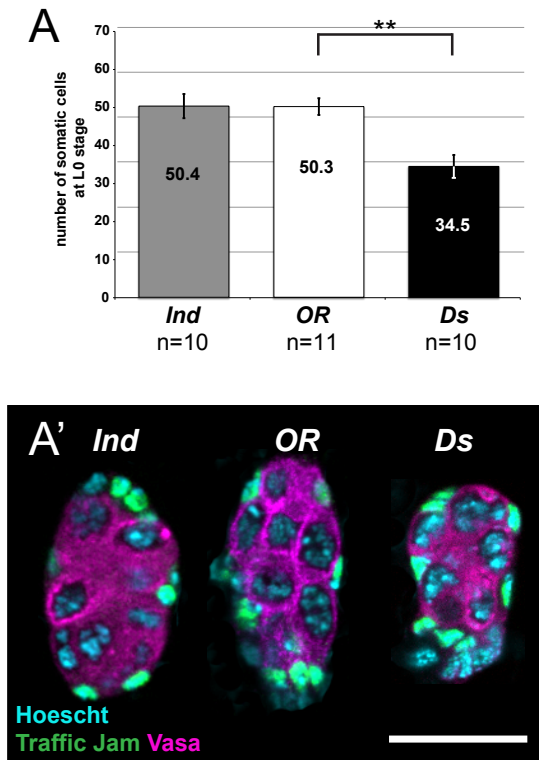 A
number of somatic cells
at L0 stage
70
60
50
40
30
20
10
0
**
50.4
50.3
34.5
Ind OR Ds
n=10 n=11 n=10
A'
Ind OR Ds
Hoescht
Traffic Jam Vasa